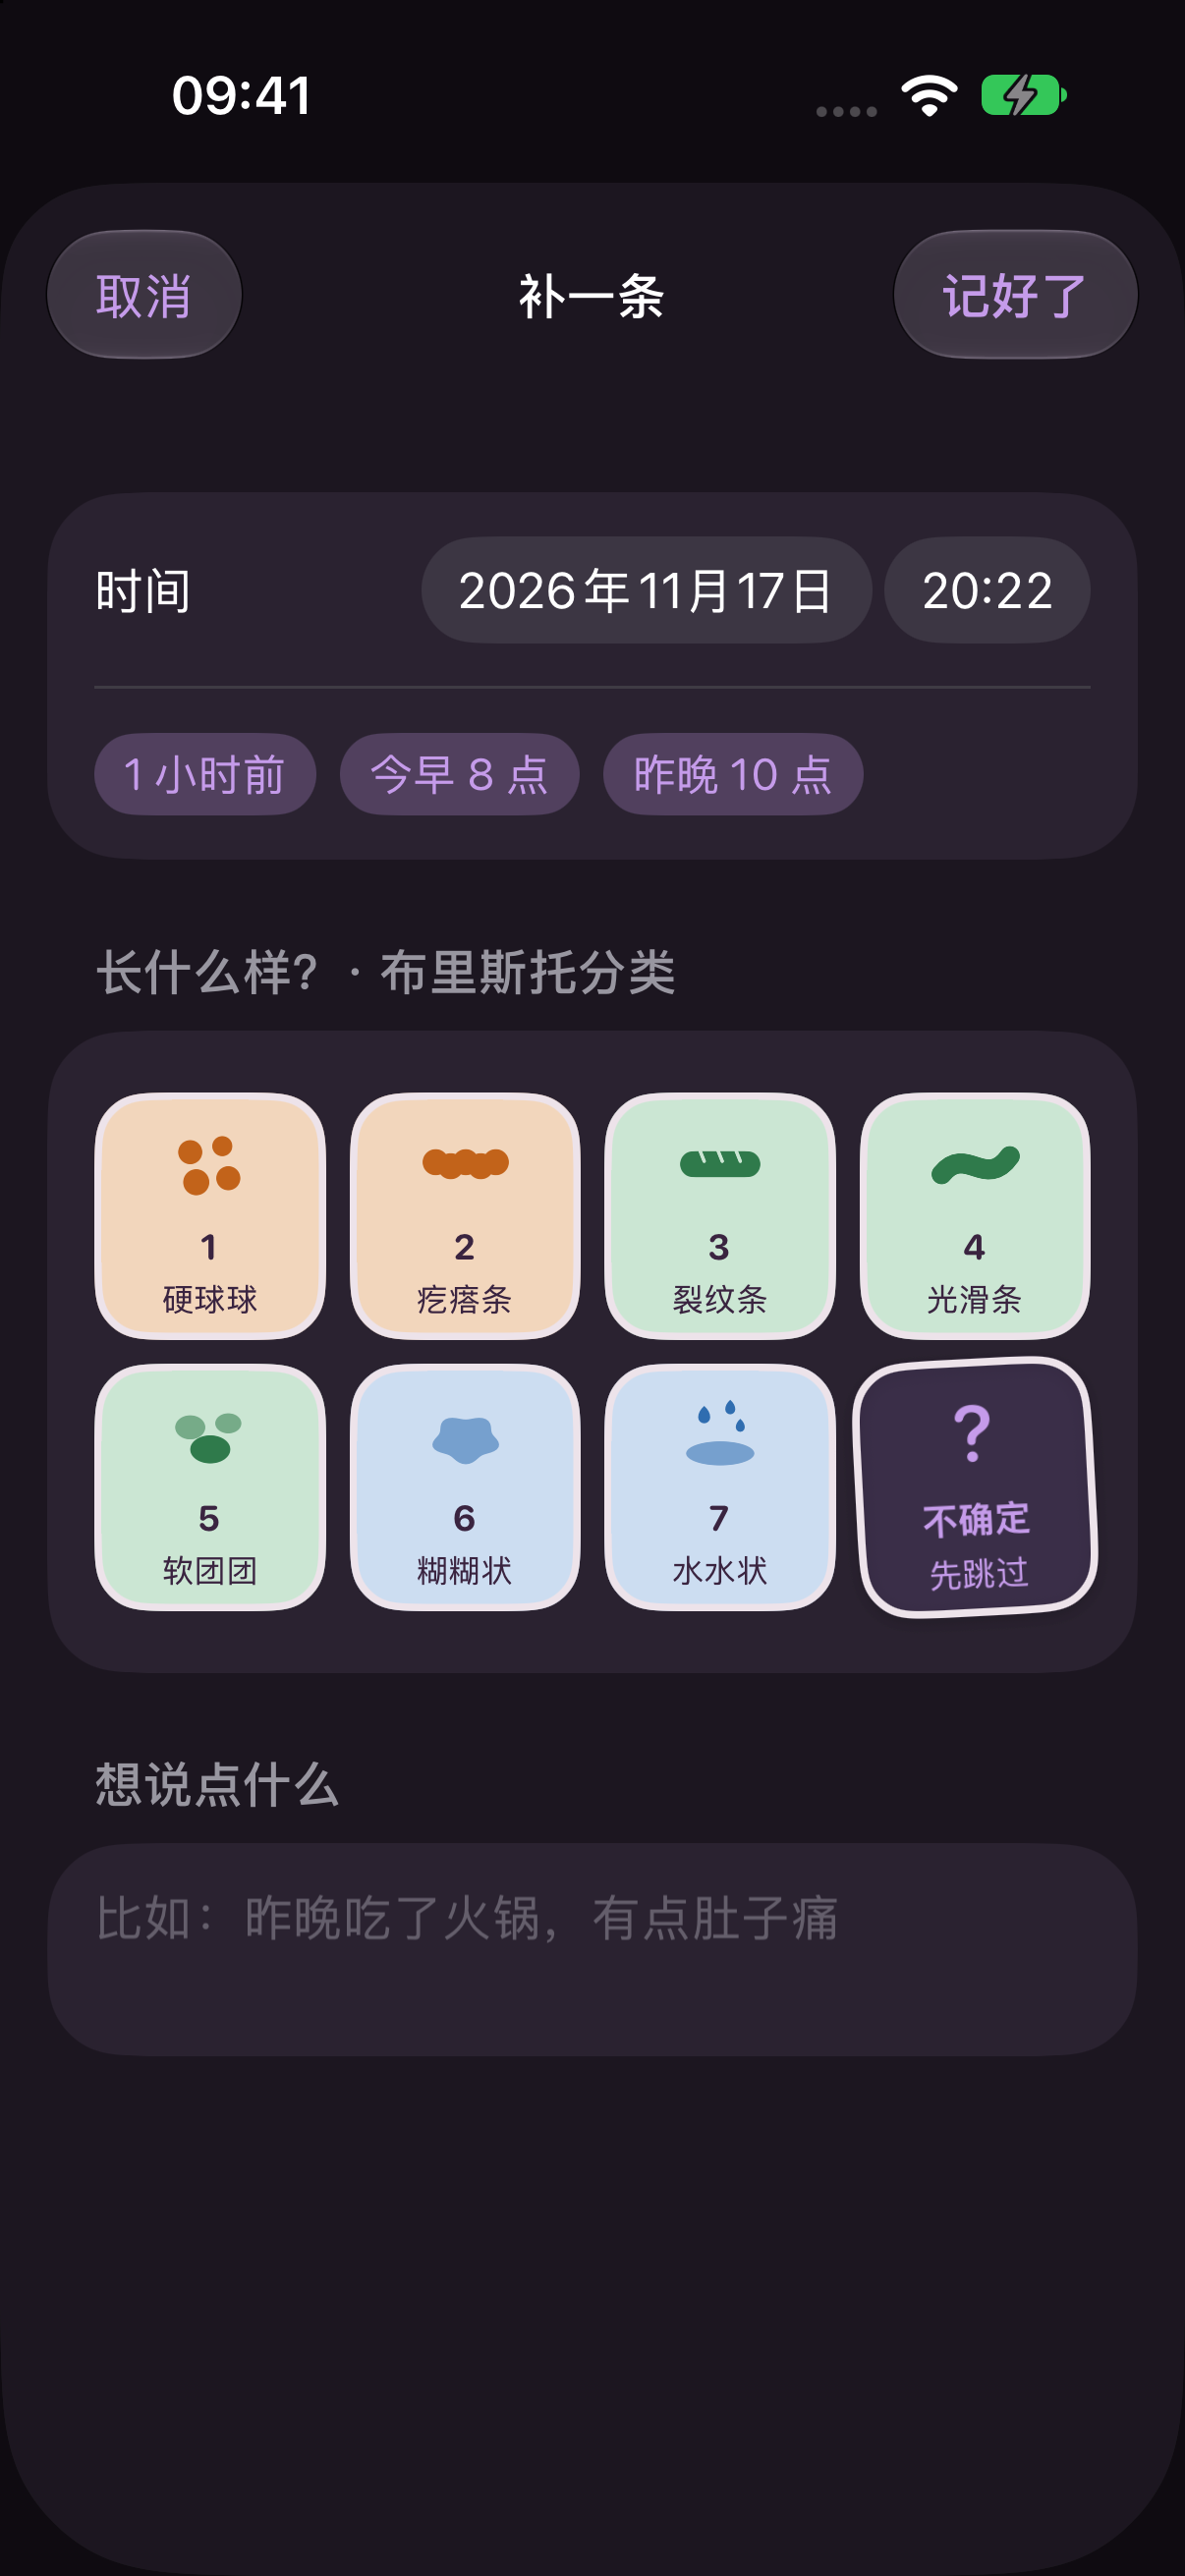 09:41
取消
补一条
记好了
时间 2026年11月17日 20:22
1 小时前 今早 8 点 昨晚 10 点
长什么样？ · 布里斯托分类
1 2 3 4
硬球球 疙瘩条 裂纹条 光滑条
?
5 6 7 不确定
软团团 糊糊状 水水状 先跳过
想说点什么
比如：昨晚吃了火锅，有点肚子痛